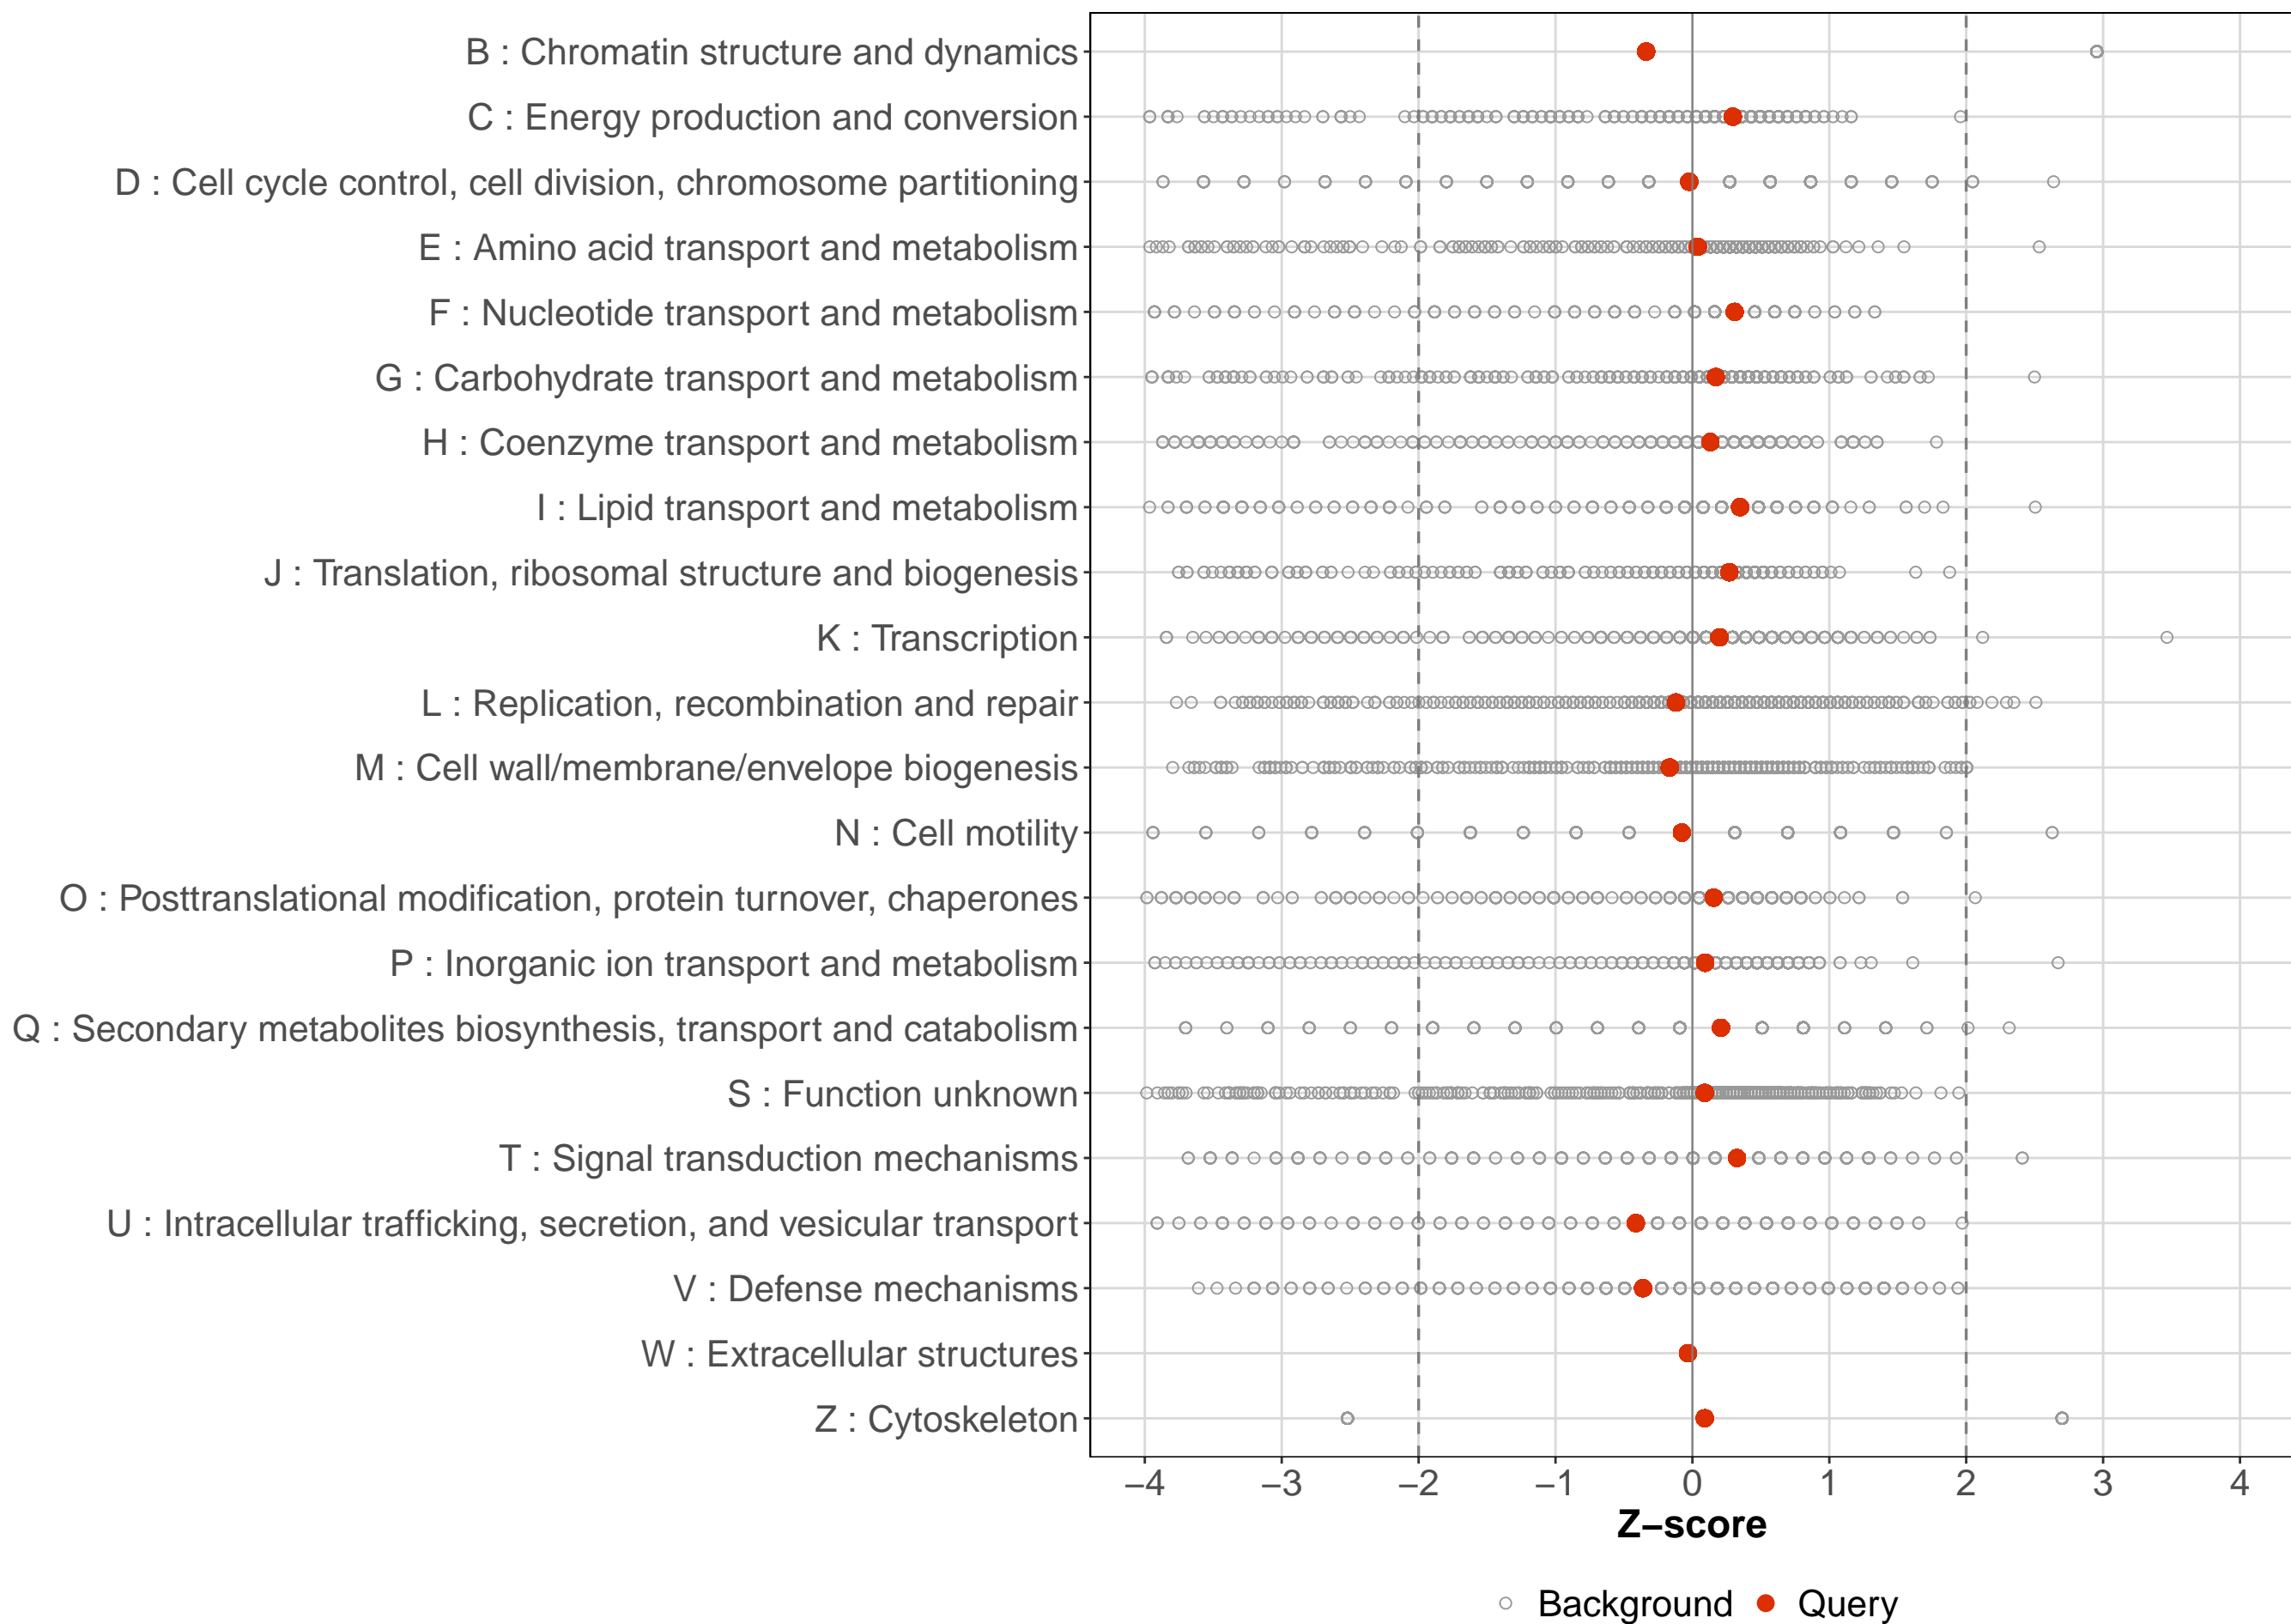 B : Chromatin structure and dynamics
C : Energy production and conversion
D : Cell cycle control, cell division, chromosome partitioning
E : Amino acid transport and metabolism
F : Nucleotide transport and metabolism
G : Carbohydrate transport and metabolism
H : Coenzyme transport and metabolism
I : Lipid transport and metabolism
J : Translation, ribosomal structure and biogenesis
K : Transcription
L : Replication, recombination and repair
M : Cell wall/membrane/envelope biogenesis
N : Cell motility
O : Posttranslational modification, protein turnover, chaperones
P : Inorganic ion transport and metabolism
Q : Secondary metabolites biosynthesis, transport and catabolism
S : Function unknown
T : Signal transduction mechanisms
U : Intracellular trafficking, secretion, and vesicular transport
V : Defense mechanisms
W : Extracellular structures
Z : Cytoskeleton
−4 −3 −2 −1 0 1 2 3 4
Z−score
Background Query